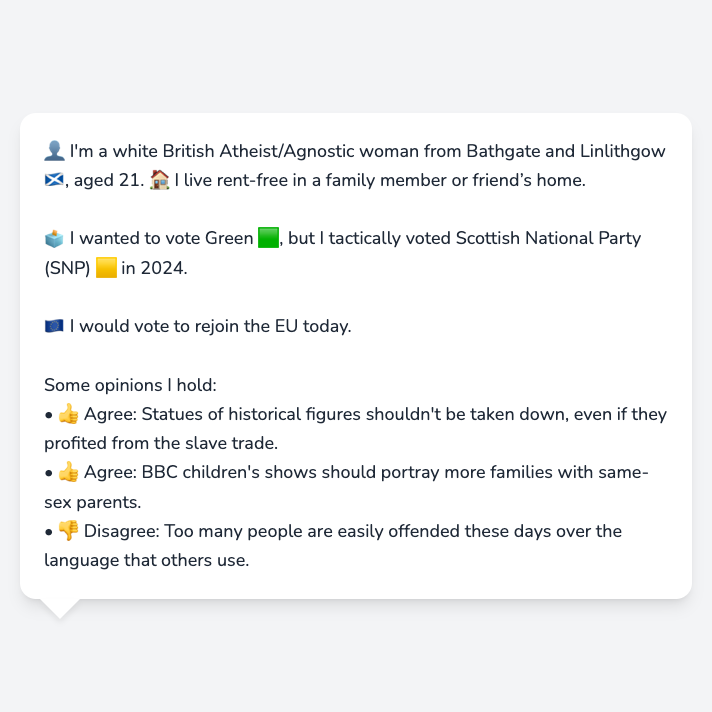 👤 I'm a white British Atheist/Agnostic woman from Bathgate and Linlithgow
🏴󠁧󠁢󠁳󠁣󠁴󠁿, aged 21. 🏠 I live rent-free in a family member or friend’s home.
🗳️ I wanted to vote Green 🟩, but I tactically voted Scottish National Party
(SNP) 🟨 in 2024.
🇪🇺 I would vote to rejoin the EU today.
Some opinions I hold:
• 👍 Agree: Statues of historical figures shouldn't be taken down, even if they
profited from the slave trade.
• 👍 Agree: BBC children's shows should portray more families with same-
sex parents.
• 👎 Disagree: Too many people are easily offended these days over the
language that others use.